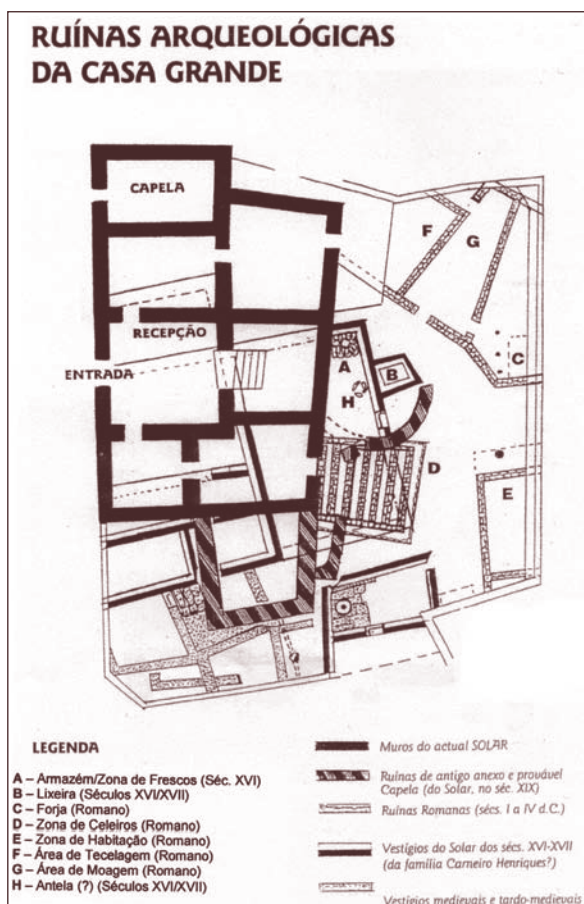 RUÍNAS ARQUEOLÓGICAS
DA CASA GRANDE
CAPELA
RECEPÇÃO
ENTRADA
F
G
A
B
C
H
D
E
LEGENDA
A – Armazém/Zona de Frescos (Séc. XVI)
B – Lixeira (Séculos XVI/XVII)
C – Forja (Romano)
D – Zona de Celeiros (Romano)
E – Zona de Habitação (Romano)
F – Área de Tecelagem (Romano)
G – Área de Moagem (Romano)
H – Antela (?) (Séculos XVI/XVII)
Muros do actual SOLAR
Ruínas de antigo anexo e provável
Capela (do Solar, no séc. XIX)
Ruínas Romanas (sécs. I a IV d.C.)
Vestígios do Solar dos sécs. XVI-XVII
(da família Carneiro Henriques?)
Vestígios medievais e tardo-medievais